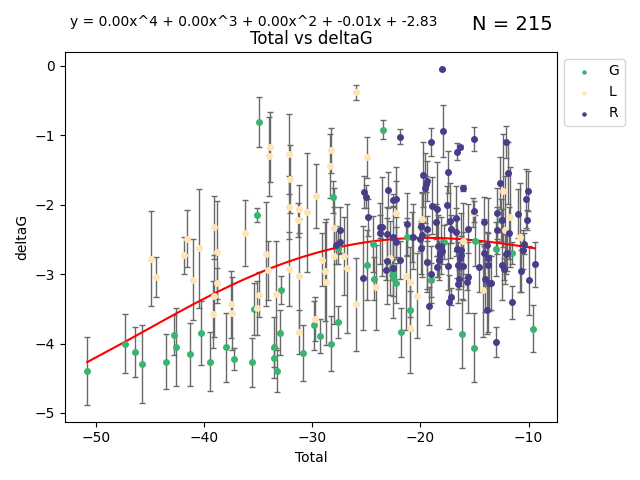 y = 0.00x^4 + 0.00x^3 + 0.00x^2 + -0.01x + -2.83
N = 215
Total vs deltaG
G
L
R
deltaG
0
−1
−2
−3
−4
−5
−50
−40
−30
−20
−10
Total